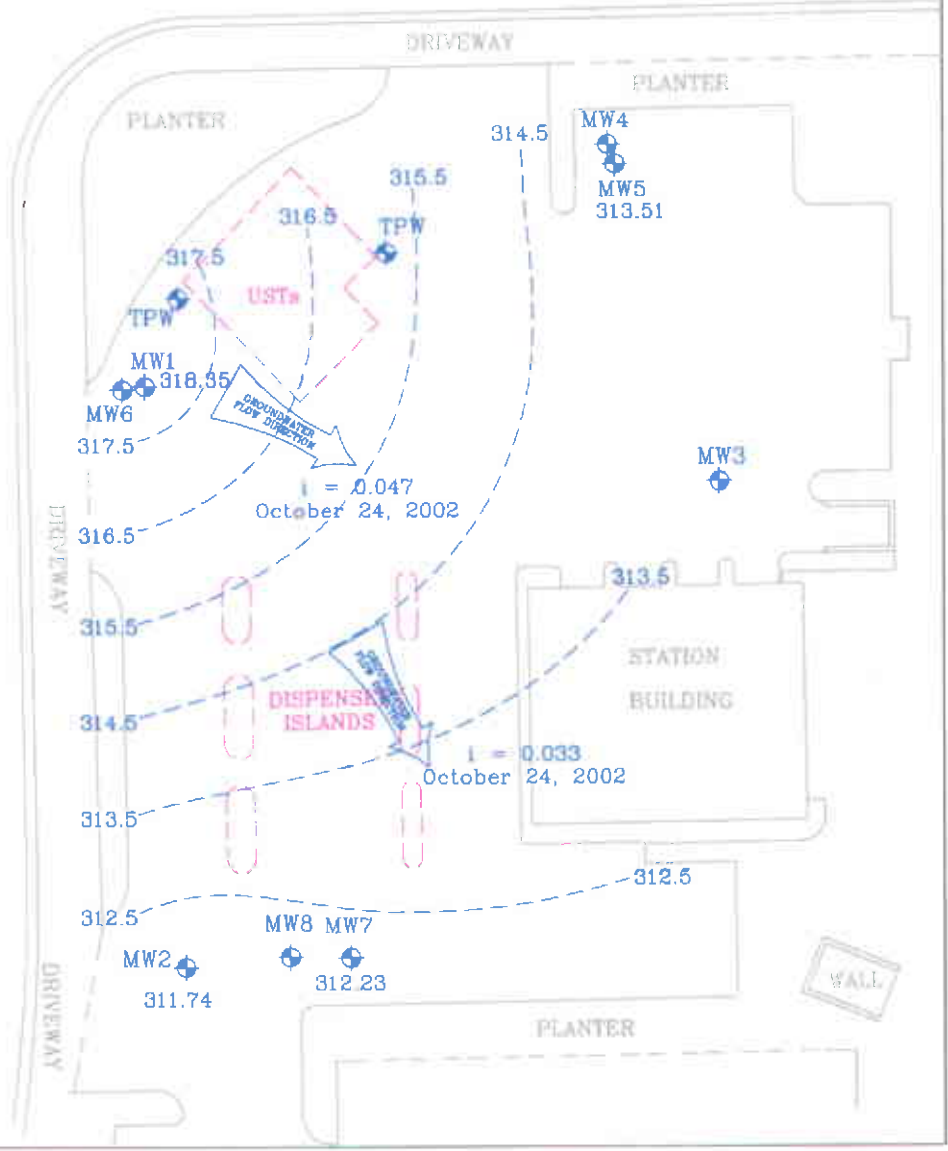 DRIVEWAY
PLANTER
PLANTER
MW4
314.5
MW5
313.51
315.5
316.5
TPW
317.5
USTs
TPW
MW1
318.35
MW6
GROUNDWATER
FLOW DIRECTION
317.5
MW3
i = 0.047
October 24, 2002
316.5
DRIVEWAY
313.5
315.5
STATION
BUILDING
GROUNDWATER
FLOW DIRECTION
DISPENSER
ISLANDS
314.5
i = 0.033
October 24, 2002
313.5
312.5
312.5
MW8
MW7
MW2
312.23
311.74
WALL
DRIVEWAY
PLANTER